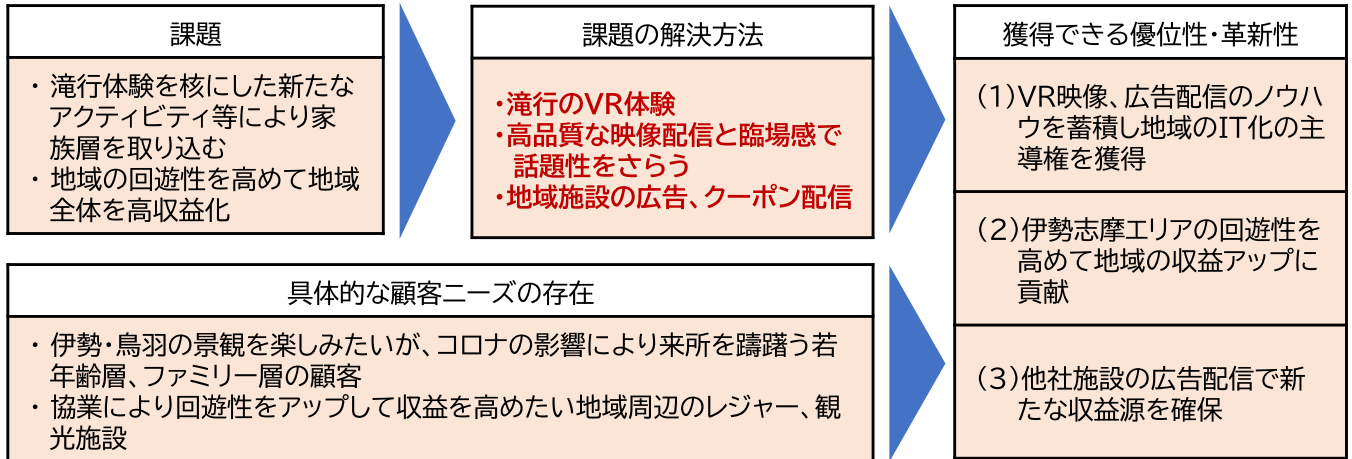 課題
・ 滝行体験を核にした新たな
アクティビティ等により家
族層を取り込む
・ 地域の回遊性を高めて地域
全体を高収益化
課題の解決方法
・滝行のVR体験
・高品質な映像配信と臨場感で
話題性をさらう
・地域施設の広告、クーポン配信
具体的な顧客ニーズの存在
・ 伊勢・鳥羽の景観を楽しみたいが、コロナの影響により来所を躊躇う若
年齢層、ファミリー層の顧客
・ 協業により回遊性をアップして収益を高めたい地域周辺のレジャー、観
光施設
獲得できる優位性・革新性
（1）VR映像、広告配信のノウハ
ウを蓄積し地域のIT化の主
導権を獲得
（2）伊勢志摩エリアの回遊性を
高めて地域の収益アップに
貢献
（3）他社施設の広告配信で新
たな収益源を確保